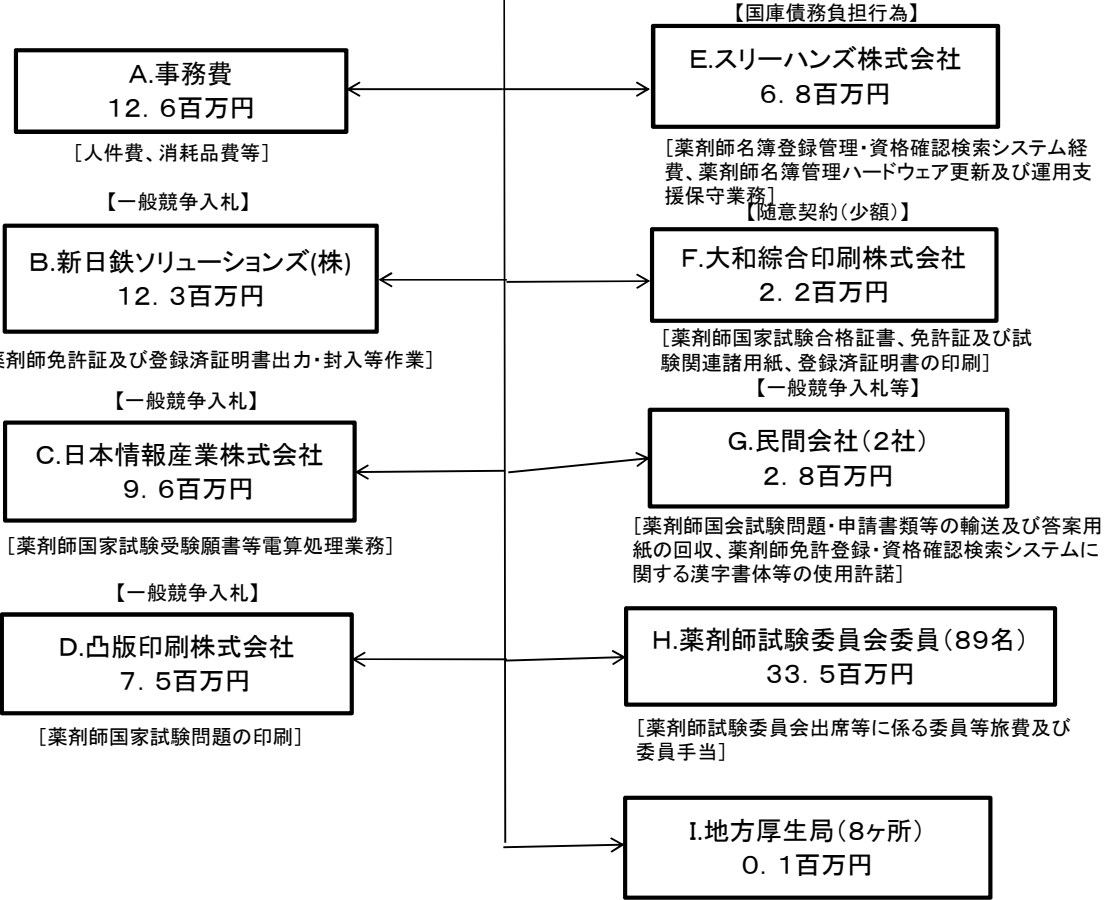 A.事務費
12.6百万円
[人件費、消耗品費等]
【一般競争入札】
B.新日鉄ソリューションズ(株)
12.3百万円
薬剤師免許証及び登録済証明書出力・封入等作業]
【一般競争入札】
C.日本情報産業株式会社
9.6百万円
[薬剤師国家試験受験願書等電算処理業務]
【一般競争入札】
D.凸版印刷株式会社
7.5百万円
[薬剤師国家試験問題の印刷]
【国庫債務負担行為】
E.スリーハンズ株式会社
6.8百万円
[薬剤師名簿登録管理・資格確認検索システム経
費、薬剤師名簿管理ハードウェア更新及び運用支
援保守業務]
【随意契約(少額)】
F.大和綜合印刷株式会社
2.2百万円
[薬剤師国家試験合格証書、免許証及び試
験関連諸用紙、登録済証明書の印刷]
【一般競争入札等】
G.民間会社(2社)
2.8百万円
[薬剤師国会試験問題・申請書類等の輸送及び答案用
紙の回収、薬剤師免許登録・資格確認検索システムに
関する漢字書体等の使用許諾]
H.薬剤師試験委員会委員(89名)
33.5百万円
[薬剤師試験委員会出席等に係る委員等旅費及び
委員手当]
I.地方厚生局(8ヶ所)
0.1百万円